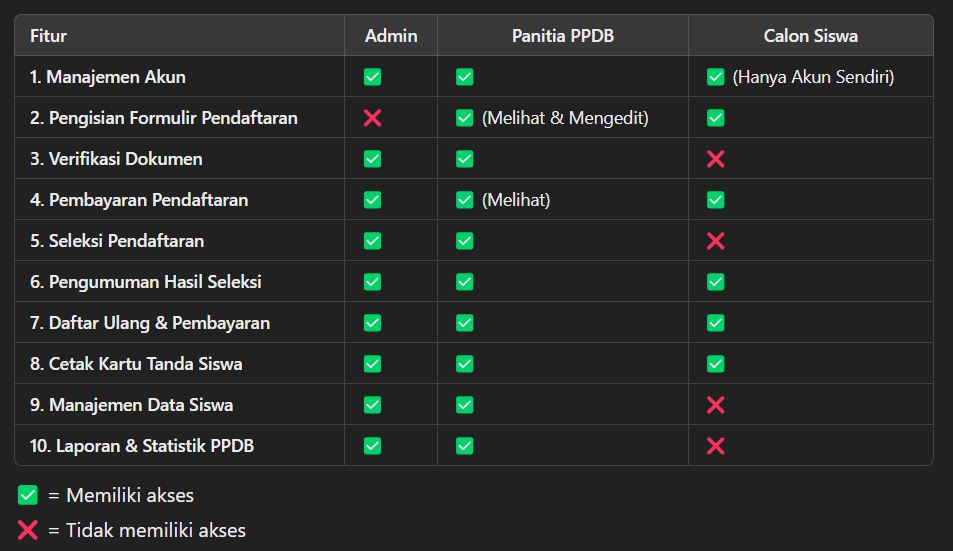 Fitur Admin Panitia PPDB Calon Siswa
1. Manajemen Akun ✅ ✅ ✅ (Hanya Akun Sendiri)
2. Pengisian Formulir Pendaftaran ❌ ✅ (Melihat & Mengedit) ✅
3. Verifikasi Dokumen ✅ ✅ ❌
4. Pembayaran Pendaftaran ✅ ✅ (Melihat) ✅
5. Seleksi Pendaftaran ✅ ✅ ❌
6. Pengumuman Hasil Seleksi ✅ ✅ ✅
7. Daftar Ulang & Pembayaran ✅ ✅ ✅
8. Cetak Kartu Tanda Siswa ✅ ✅ ✅
9. Manajemen Data Siswa ✅ ✅ ❌
10. Laporan & Statistik PPDB ✅ ✅ ❌
✅ = Memiliki akses
❌ = Tidak memiliki akses